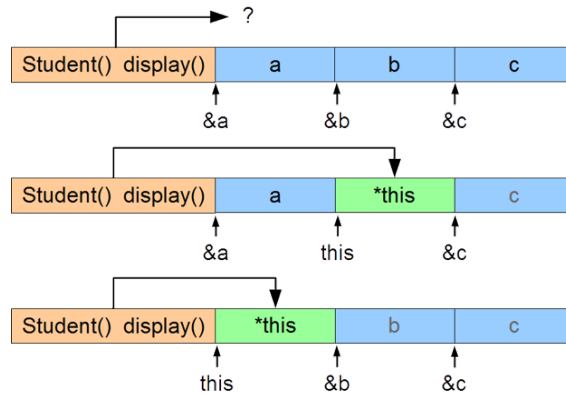 ?
Student() display() a b c
&a &b &c
Student() display() a *this c
&a this &c
Student() display() *this b c
this &b &c